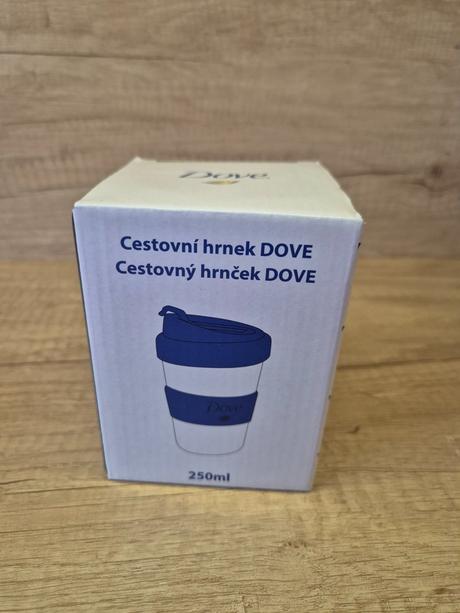 Dove
Cestovní hrnek DOVE
Cestovný hrnček DOVE
Dove
250ml